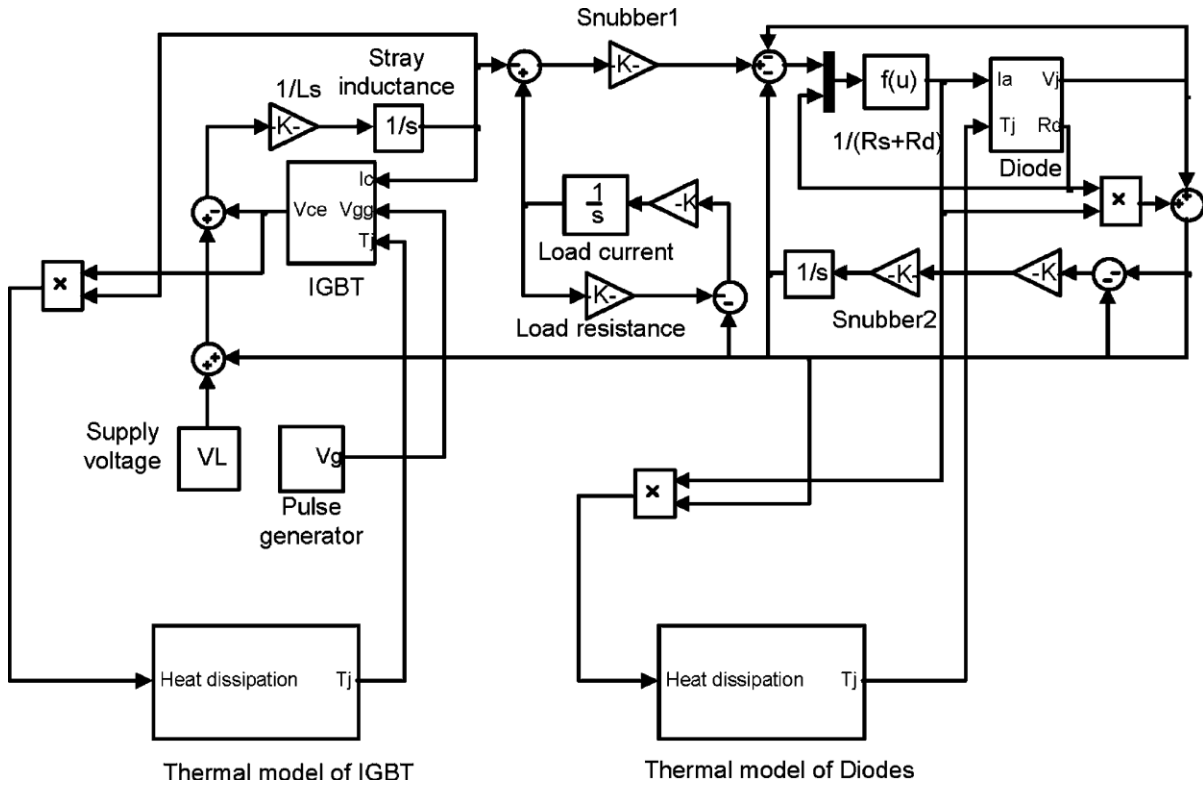 Snubber1
Stray
inductance
1/Ls
-K-
1/s
-K-
f(u)
1/(Rs+Rd)
Ia
Vj
Tj
Rd
Diode
Ic
Vce
Vgg
Tj
IGBT
1
s
-K
Load current
-K-
Load resistance
1/s
-K-
-K
Snubber2
×
×
Supply
voltage
VL
Vg
Pulse
generator
×
Heat dissipation
Tj
Thermal model of IGBT
Heat dissipation
Tj
Thermal model of Diodes